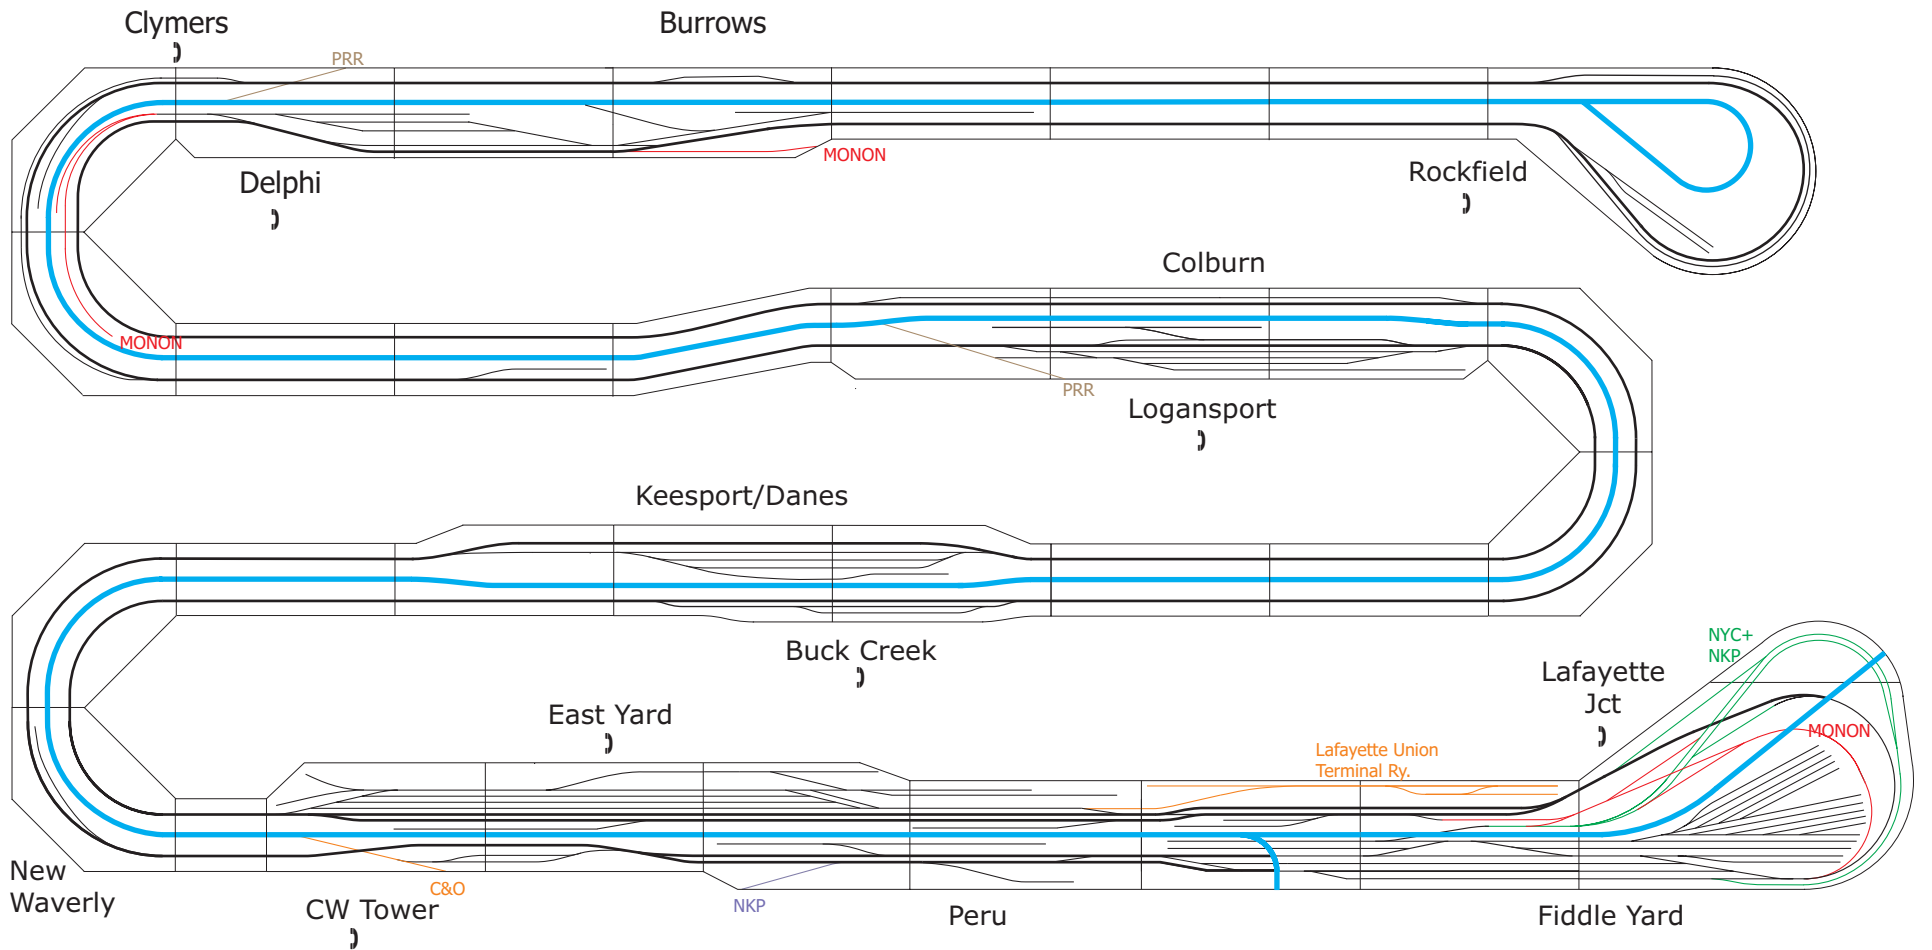 Clymers
Burrows
PRR
MONON
Delphi
Rockfield
Colburn
MONON
PRR
Logansport
Keesport/Danes
Buck Creek
NYC+
NKP
Lafayette
Jct
East Yard
MONON
Lafayette Union
Terminal Ry.
New
Waverly
C&O
CW Tower
NKP
Peru
Fiddle Yard